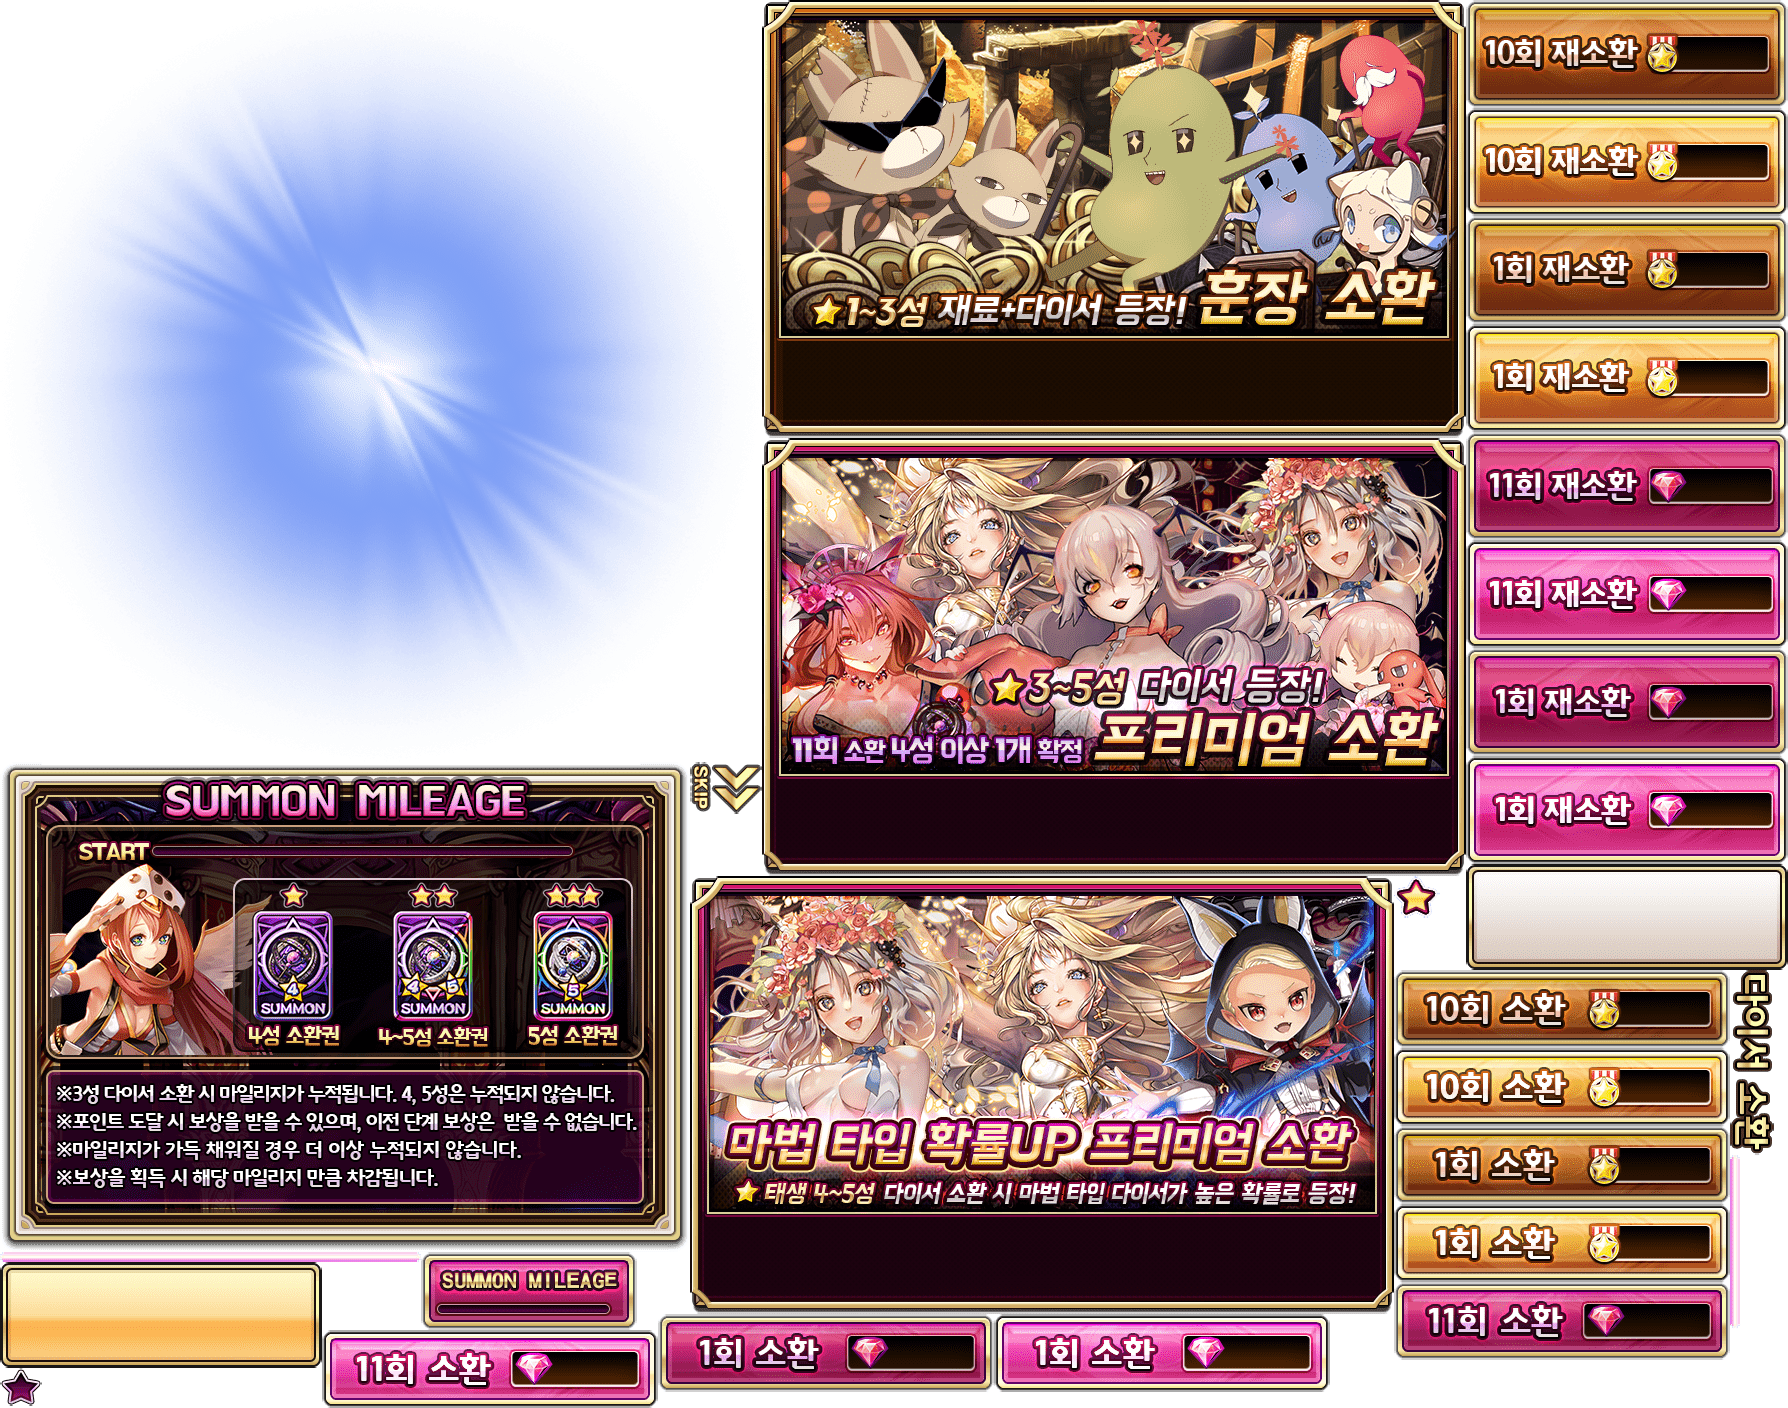 ★1~3성 재료+다이서 등장! 훈장 소환
★3~5성 다이서 등장!
11회 소환 4성 이상 1개 확정 프리미엄 소환
SKIP
SUMMON MILEAGE
START
4
SUMMON
4성 소환권
4 5
SUMMON
4~5성 소환권
5
SUMMON
5성 소환권
※3성 다이서 소환 시 마일리지가 누적됩니다. 4, 5성은 누적되지 않습니다.
※포인트 도달 시 보상을 받을 수 있으며, 이전 단계 보상은 받을 수 없습니다.
※마일리지가 가득 채워질 경우 더 이상 누적되지 않습니다.
※보상을 획득 시 해당 마일리지 만큼 차감됩니다.
마법 타입 확률UP 프리미엄 소환
★ 태생 4~5성 다이서 소환 시 마법 타입 다이서가 높은 확률로 등장!
10회 재소환
10회 재소환
1회 재소환
1회 재소환
11회 재소환
11회 재소환
1회 재소환
1회 재소환
10회 소환
10회 소환
1회 소환
1회 소환
11회 소환
다이서 소환
SUMMON MILEAGE
11회 소환
1회 소환
1회 소환